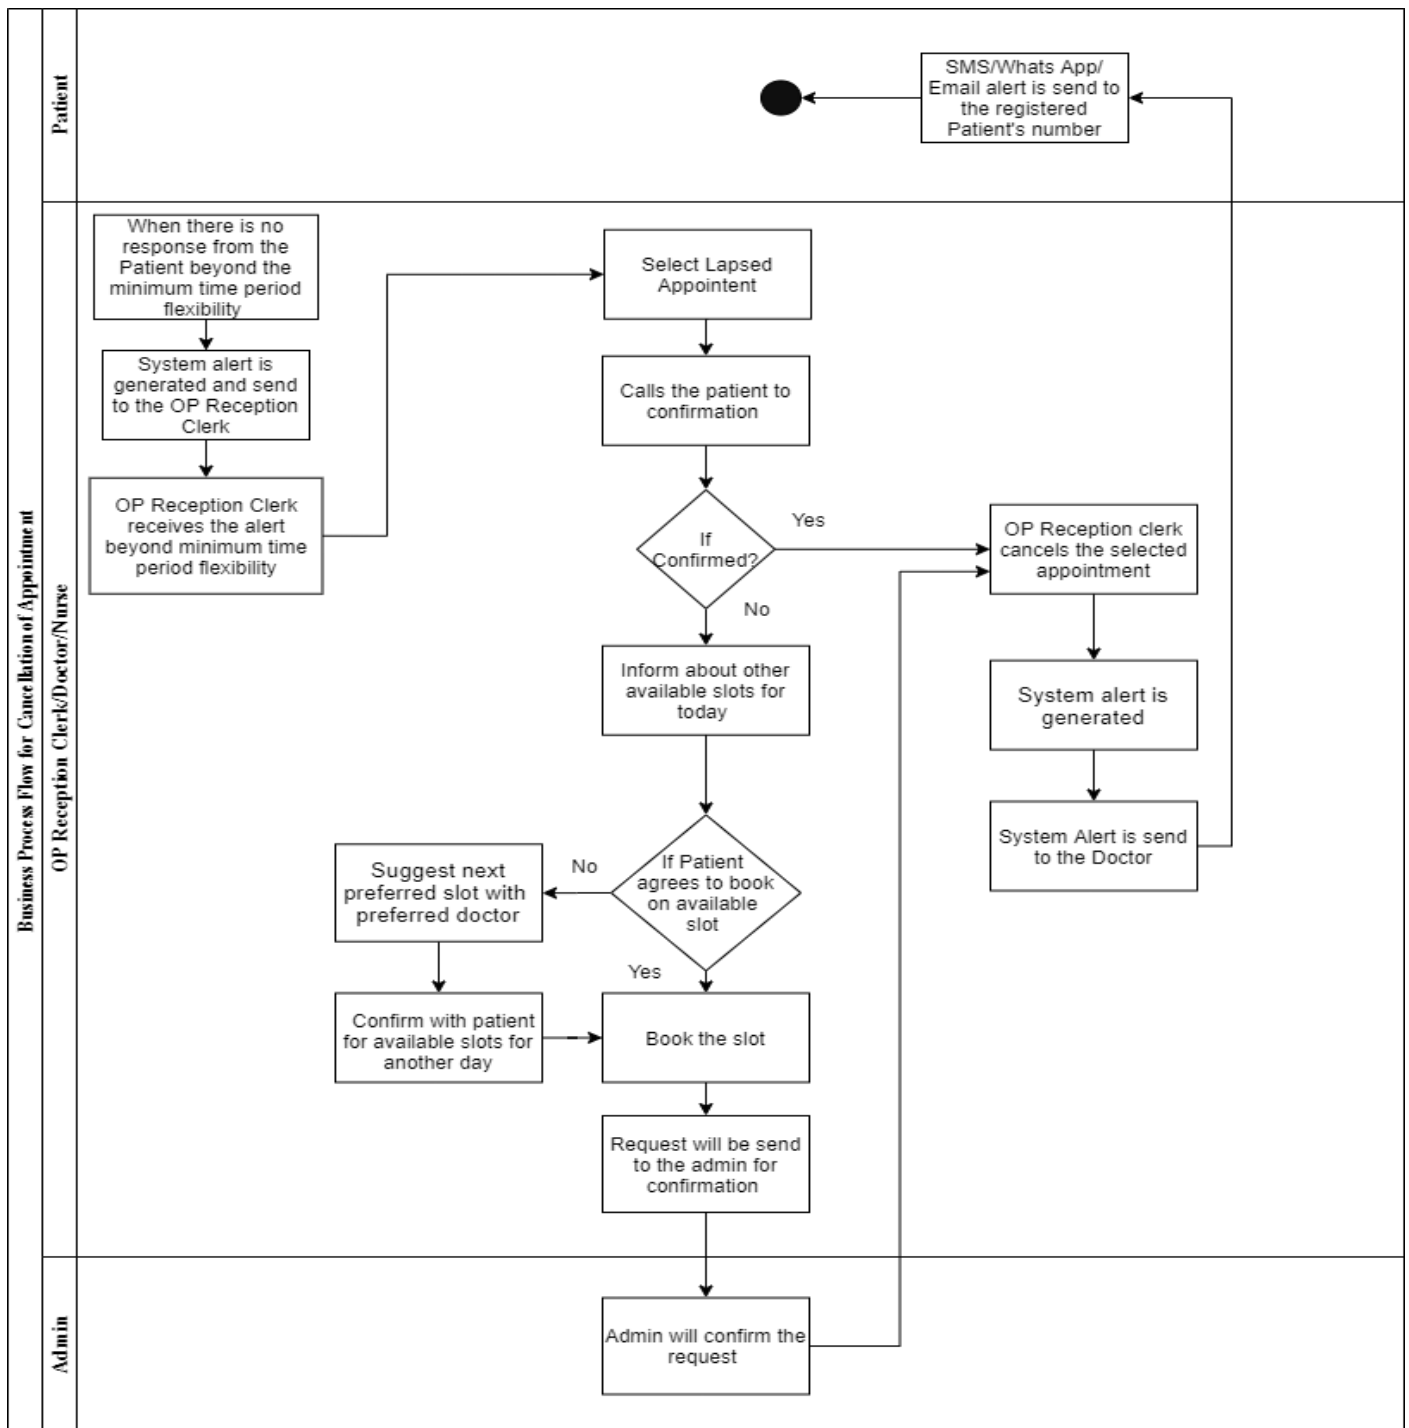 Business Process Flow for Cancellation of Appointment
Patient
SMS/Whats App/
Email alert is send to
the registered
Patient's number
OP Reception Clerk/Doctor/Nurse
When there is no
response from the
Patient beyond the
minimum time period
flexibility
System alert is
generated and send
to the OP Reception
Clerk
OP Reception Clerk
receives the alert
beyond minimum time
period flexibility
Select Lapsed
Appointent
Calls the patient to
confirmation
If
Confirmed?
Yes
No
OP Reception clerk
cancels the selected
appointment
System alert is
generated
System Alert is send
to the Doctor
Inform about other
available slots for
today
If Patient
agrees to book
on available
slot
No
Yes
Suggest next
preferred slot with
preferred doctor
Confirm with patient
for available slots for
another day
Book the slot
Request will be send
to the admin for
confirmation
Admin
Admin will confirm the
request